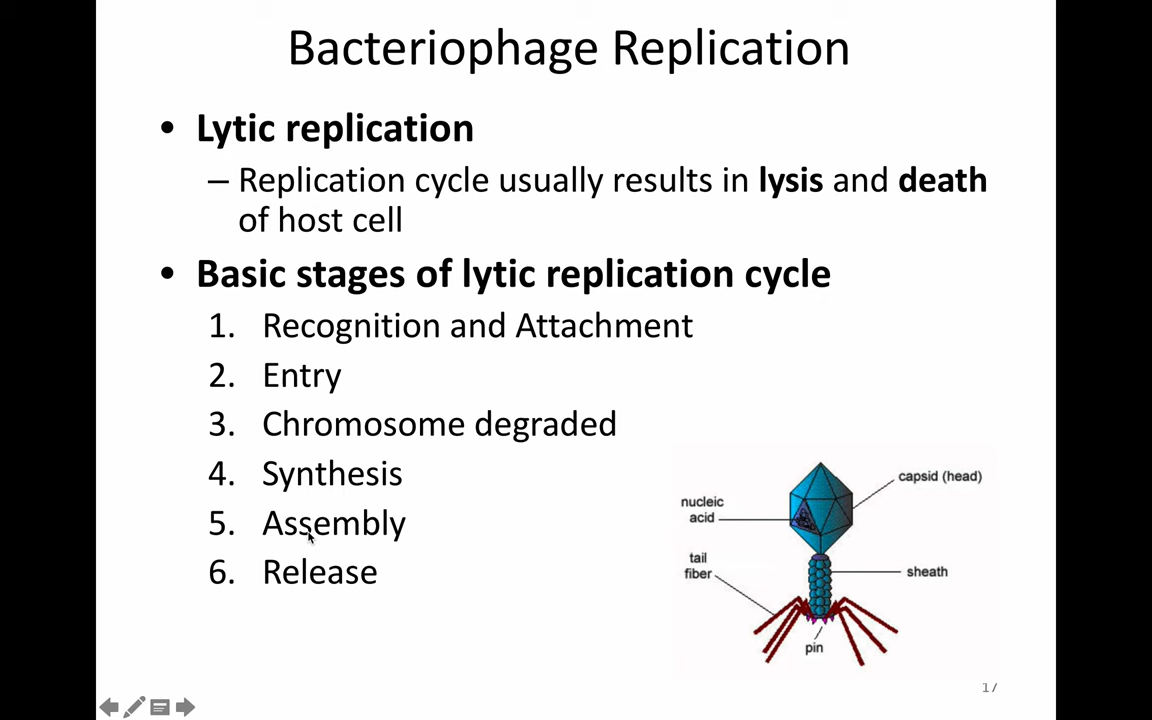 Bacteriophage Replication
• Lytic replication
– Replication cycle usually results in lysis and death
of host cell
• Basic stages of lytic replication cycle
1. Recognition and Attachment
2. Entry
3. Chromosome degraded
4. Synthesis
5. Assembly
6. Release
capsid (head)
nucleic
acid
tail
fiber
sheath
pin
17